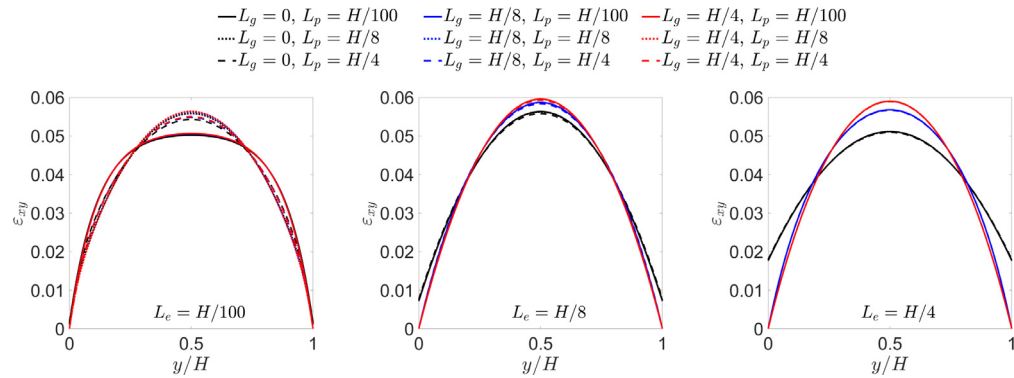 L_g = 0, L_p = H/100 L_g = H/8, L_p = H/100 L_g = H/4, L_p = H/100
L_g = 0, L_p = H/8 L_g = H/8, L_p = H/8 L_g = H/4, L_p = H/8
L_g = 0, L_p = H/4 L_g = H/8, L_p = H/4 L_g = H/4, L_p = H/4
0.06
0.05
0.04
0.03
0.02
0.01
0
ε_xy
L_e = H/100
0 0.5 1
y/H
0.06
0.05
0.04
0.03
0.02
0.01
0
ε_xy
L_e = H/8
0 0.5 1
y/H
0.06
0.05
0.04
0.03
0.02
0.01
0
ε_xy
L_e = H/4
0 0.5 1
y/H